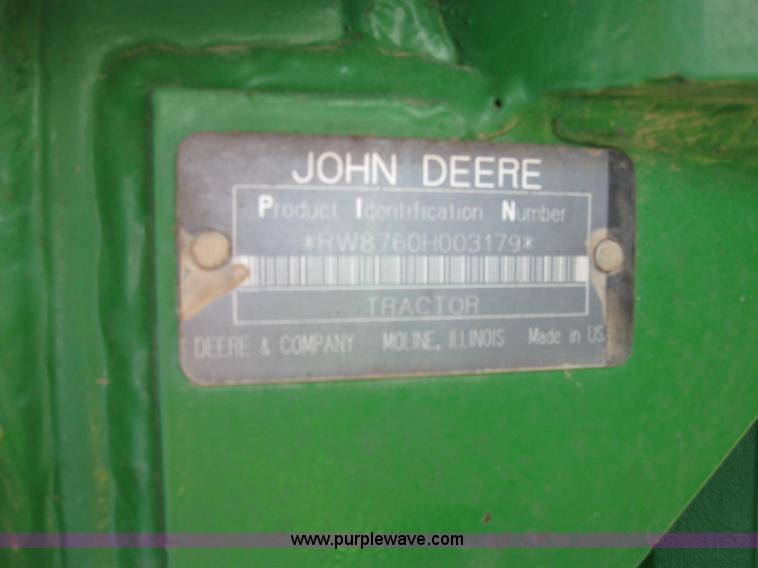 JOHN DEERE
Product Identification Number
*RW8760H003179*
TRACTOR
DEERE & COMPANY MOLINE, ILLINOIS Made in US
www.purplewave.com